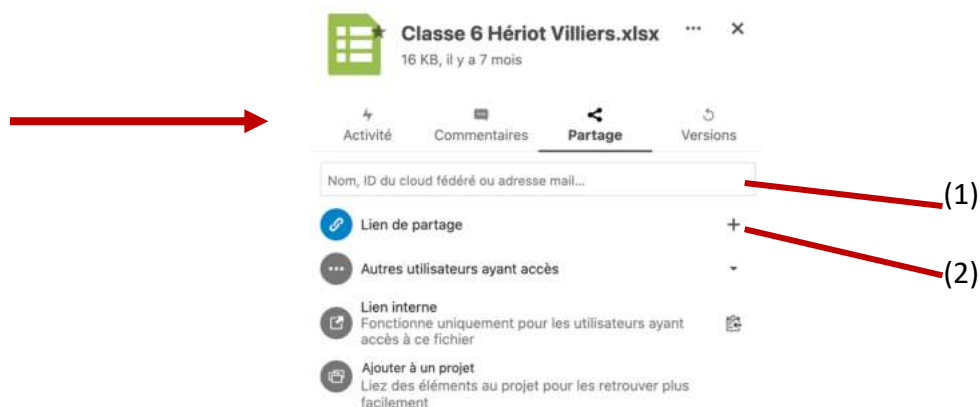 Classe 6 Hériot Villiers.xlsx
16 KB, il y a 7 mois
Activité
Commentaires
Partage
Versions
Nom, ID du cloud fédéré ou adresse mail...
(1)
Lien de partage
(2)
Autres utilisateurs ayant accès
Lien interne
Fonctionne uniquement pour les utilisateurs ayant
accès à ce fichier
Ajouter à un projet
Liez des éléments au projet pour les retrouver plus
facilement